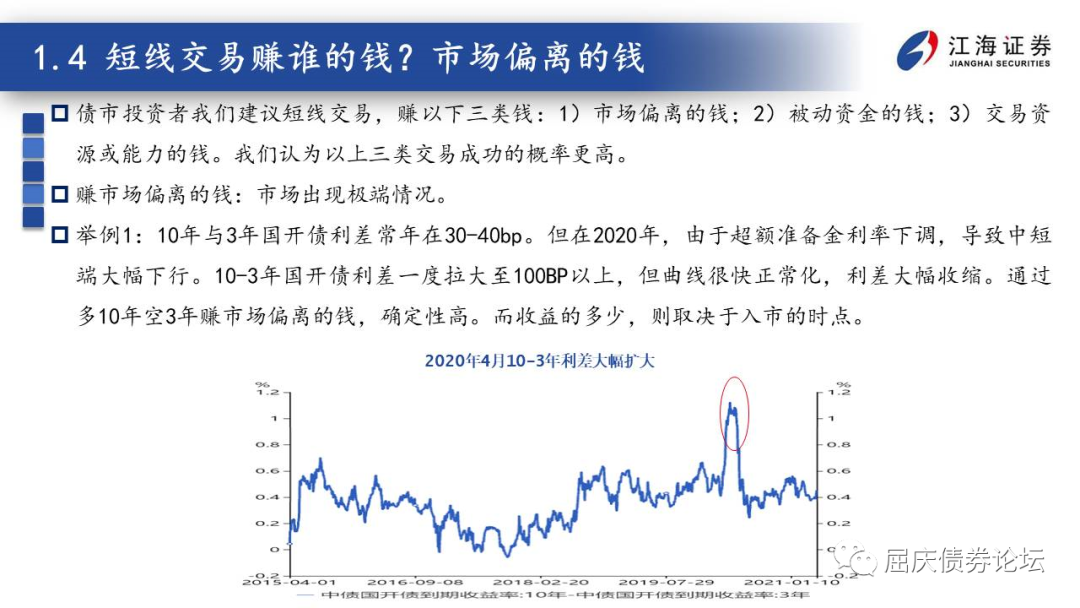 1.4 短线交易赚谁的钱？市场偏离的钱
江海证券
JIANGHAI SECURITIES
债市投资者我们建议短线交易，赚以下三类钱：1）市场偏离的钱；2）被动资金的钱；3）交易资
源或能力的钱。我们认为以上三类交易成功的概率更高。
赚市场偏离的钱：市场出现极端情况。
举例1：10年与3年国开债利差常年在30-40bp。但在2020年，由于超额准备金利率下调，导致中短
端大幅下行。10-3年国开债利差一度拉大至100BP以上，但曲线很快正常化，利差大幅收缩。通过
多10年空3年赚市场偏离的钱，确定性高。而收益的多少，则取决于入市的时点。
2020年4月10-3年利差大幅扩大
% %
1.2 1.2
1 1
0.8 0.8
0.6 0.6
0.4 0.4
0.2 0.2
0 0
-0.2 -0.2
2015-04-01 2016-09-08 2018-02-20 2019-07-29 2021-01-10
中债国开债到期收益率:10年-中债国开债到期收益率:3年
屈庆债券论坛